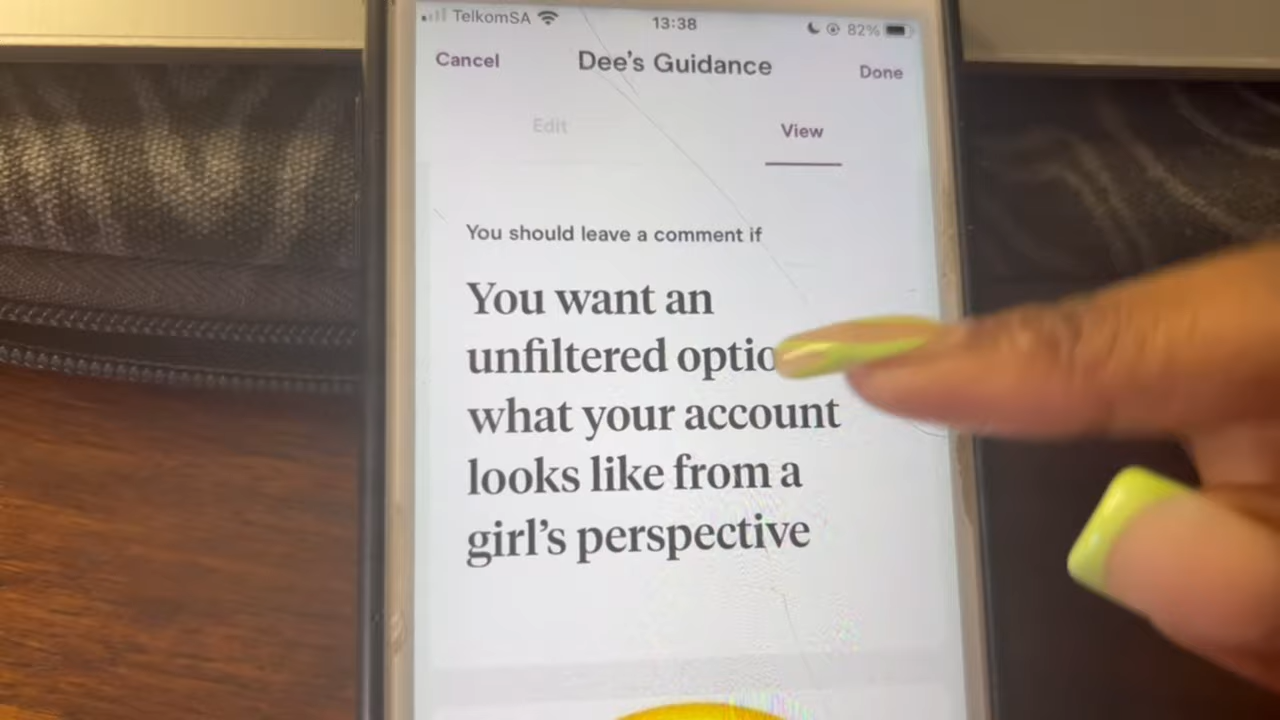 TelkomSA
13:38
82%
Cancel
Dee's Guidance
Done
Edit
View
You should leave a comment if
You want an
unfiltered
what your account
looks like from a
girl's perspective